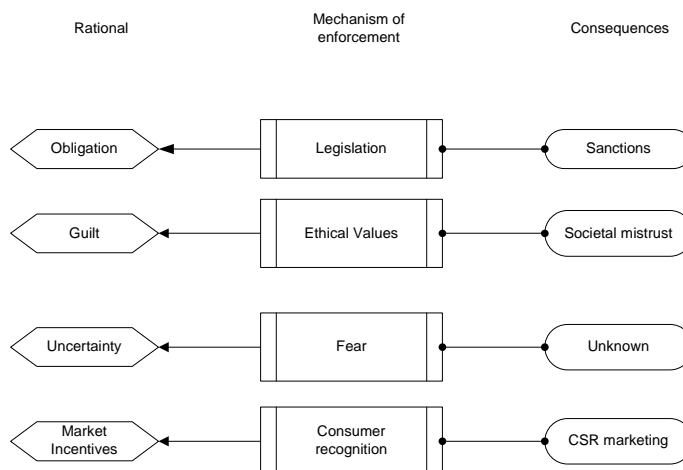 Rational
Mechanism of
enforcement
Consequences
Obligation
Legislation
Sanctions
Guilt
Ethical Values
Societal mistrust
Uncertainty
Fear
Unknown
Market
Incentives
Consumer
recognition
CSR marketing